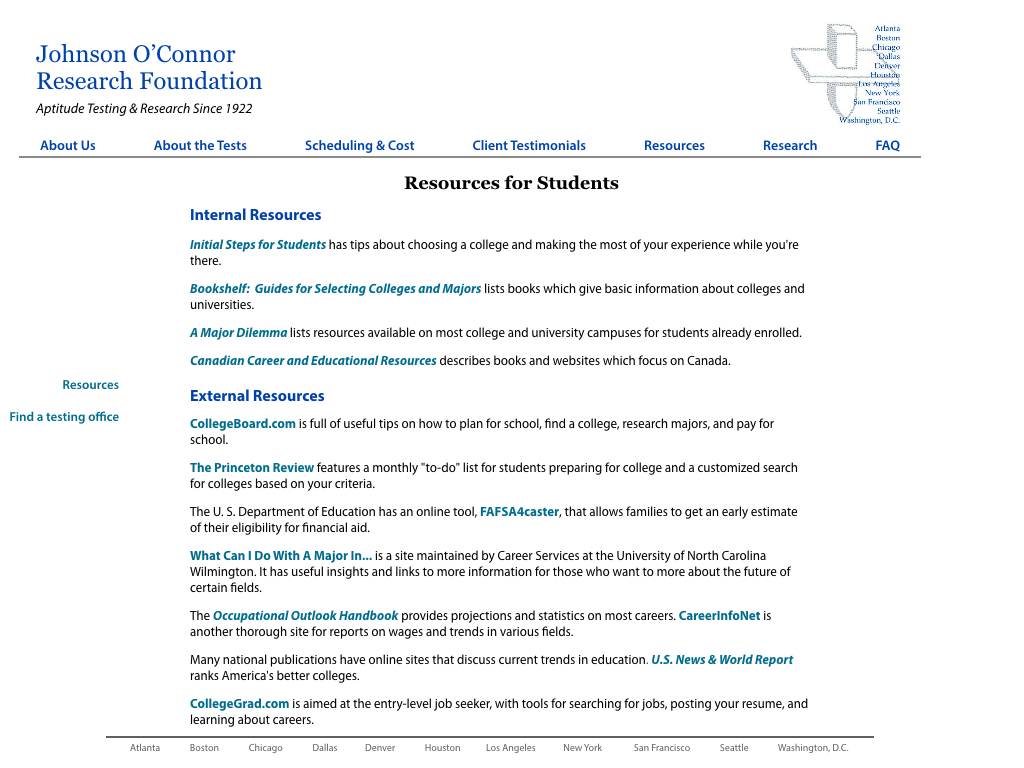 Johnson O’Connor
Research Foundation
Aptitude Testing & Research Since 1922
Atlanta
Boston
Chicago
Dallas
Denver
Houston
Los Angeles
New York
San Francisco
Seattle
Washington, D.C.
About Us About the Tests Scheduling & Cost Client Testimonials Resources Research FAQ
Resources for Students
Internal Resources
Initial Steps for Students has tips about choosing a college and making the most of your experience while you're
there.
Bookshelf: Guides for Selecting Colleges and Majors lists books which give basic information about colleges and
universities.
A Major Dilemma lists resources available on most college and university campuses for students already enrolled.
Canadian Career and Educational Resources describes books and websites which focus on Canada.
Resources
Find a testing office
External Resources
CollegeBoard.com is full of useful tips on how to plan for school, find a college, research majors, and pay for
school.
The Princeton Review features a monthly "to-do" list for students preparing for college and a customized search
for colleges based on your criteria.
The U. S. Department of Education has an online tool, FAFSA4caster, that allows families to get an early estimate
of their eligibility for financial aid.
What Can I Do With A Major In... is a site maintained by Career Services at the University of North Carolina
Wilmington. It has useful insights and links to more information for those who want to more about the future of
certain fields.
The Occupational Outlook Handbook provides projections and statistics on most careers. CareerInfoNet is
another thorough site for reports on wages and trends in various fields.
Many national publications have online sites that discuss current trends in education. U.S. News & World Report
ranks America's better colleges.
CollegeGrad.com is aimed at the entry-level job seeker, with tools for searching for jobs, posting your resume, and
learning about careers.
Atlanta Boston Chicago Dallas Denver Houston Los Angeles New York San Francisco Seattle Washington, D.C.